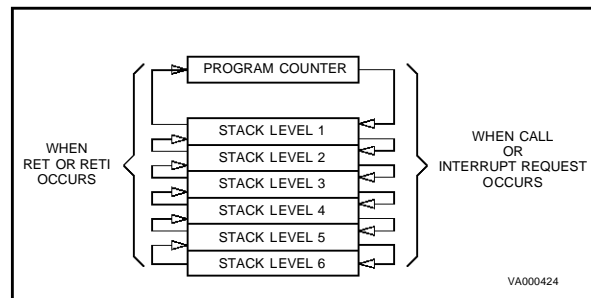 PROGRAM COUNTER
WHEN
RET OR RETI
OCCURS
STACK LEVEL 1
STACK LEVEL 2
STACK LEVEL 3
STACK LEVEL 4
STACK LEVEL 5
STACK LEVEL 6
WHEN CALL
OR
INTERRUPT REQUEST
OCCURS
VA000424